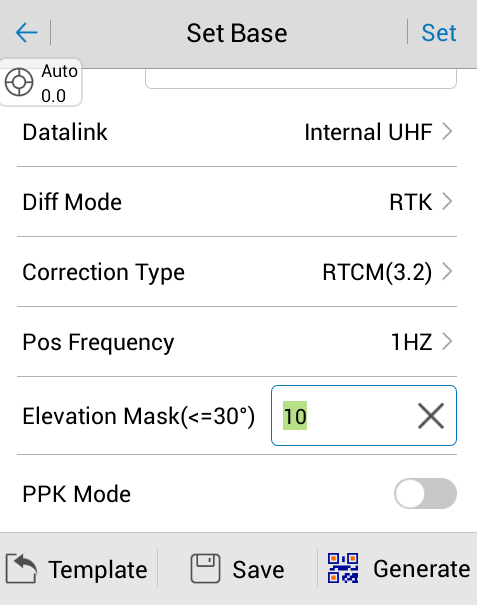 Set Base
Set
Auto
0.0
Datalink Internal UHF
Diff Mode RTK
Correction Type RTCM(3.2)
Pos Frequency 1HZ
Elevation Mask(<=30°) 10
PPK Mode
Template Save Generate